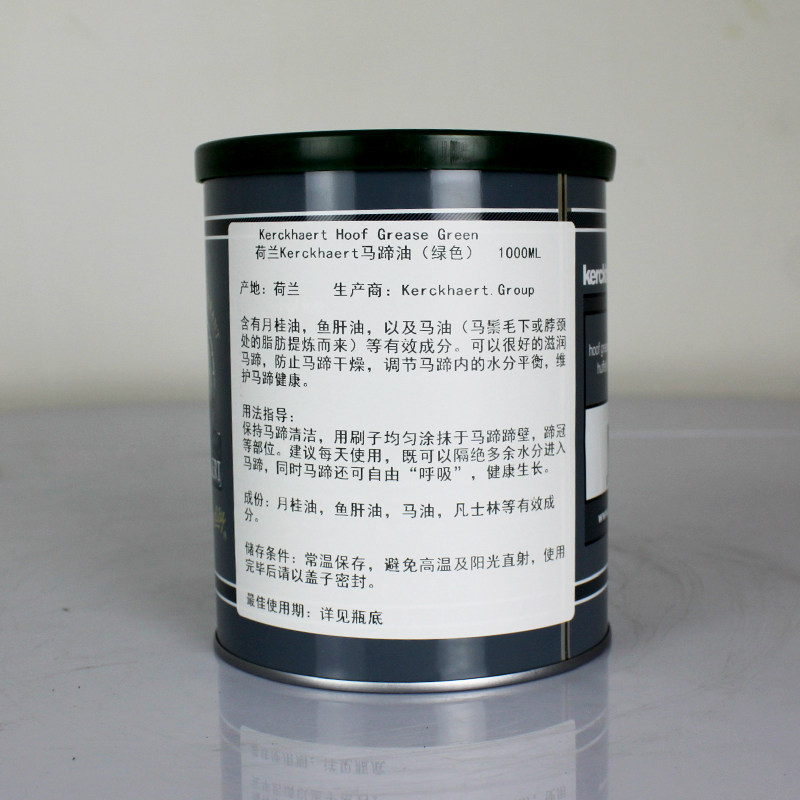 Kerckhaert Hoof Grease Green
荷兰Kerckhaert马蹄油（绿色） 1000ML
产地：荷兰 生产商：Kerckhaert.Group
含有月桂油，鱼肝油，以及马油（马鬃毛下或脖颈
处的脂肪提炼而来）等有效成分。可以很好的滋润
马蹄，防止马蹄干燥，调节马蹄内的水分平衡，维
护马蹄健康。
用法指导：
保持马蹄清洁，用刷子均匀涂抹于马蹄蹄壁，蹄冠
等部位。建议每天使用，既可以隔绝多余水分进入
马蹄，同时马蹄还可自由“呼吸”，健康生长。
成份：月桂油，鱼肝油，马油，凡士林等有效成
分。
储存条件：常温保存，避免高温及阳光直射，使用
完毕后请以盖子密封。
最佳使用期：详见瓶底
hoof